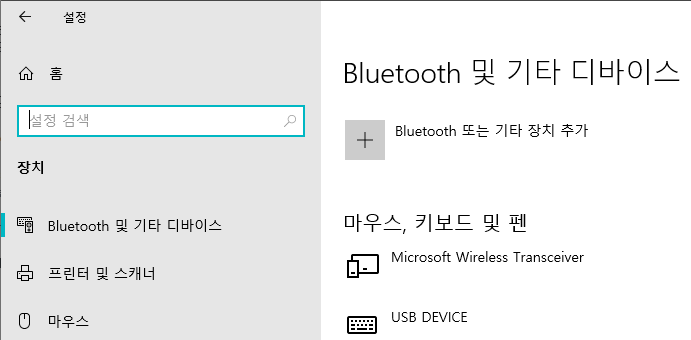 설정
홈
설정 검색
장치
Bluetooth 및 기타 디바이스
프린터 및 스캐너
마우스
Bluetooth 및 기타 디바이스
Bluetooth 또는 기타 장치 추가
마우스, 키보드 및 펜
Microsoft Wireless Transceiver
USB DEVICE